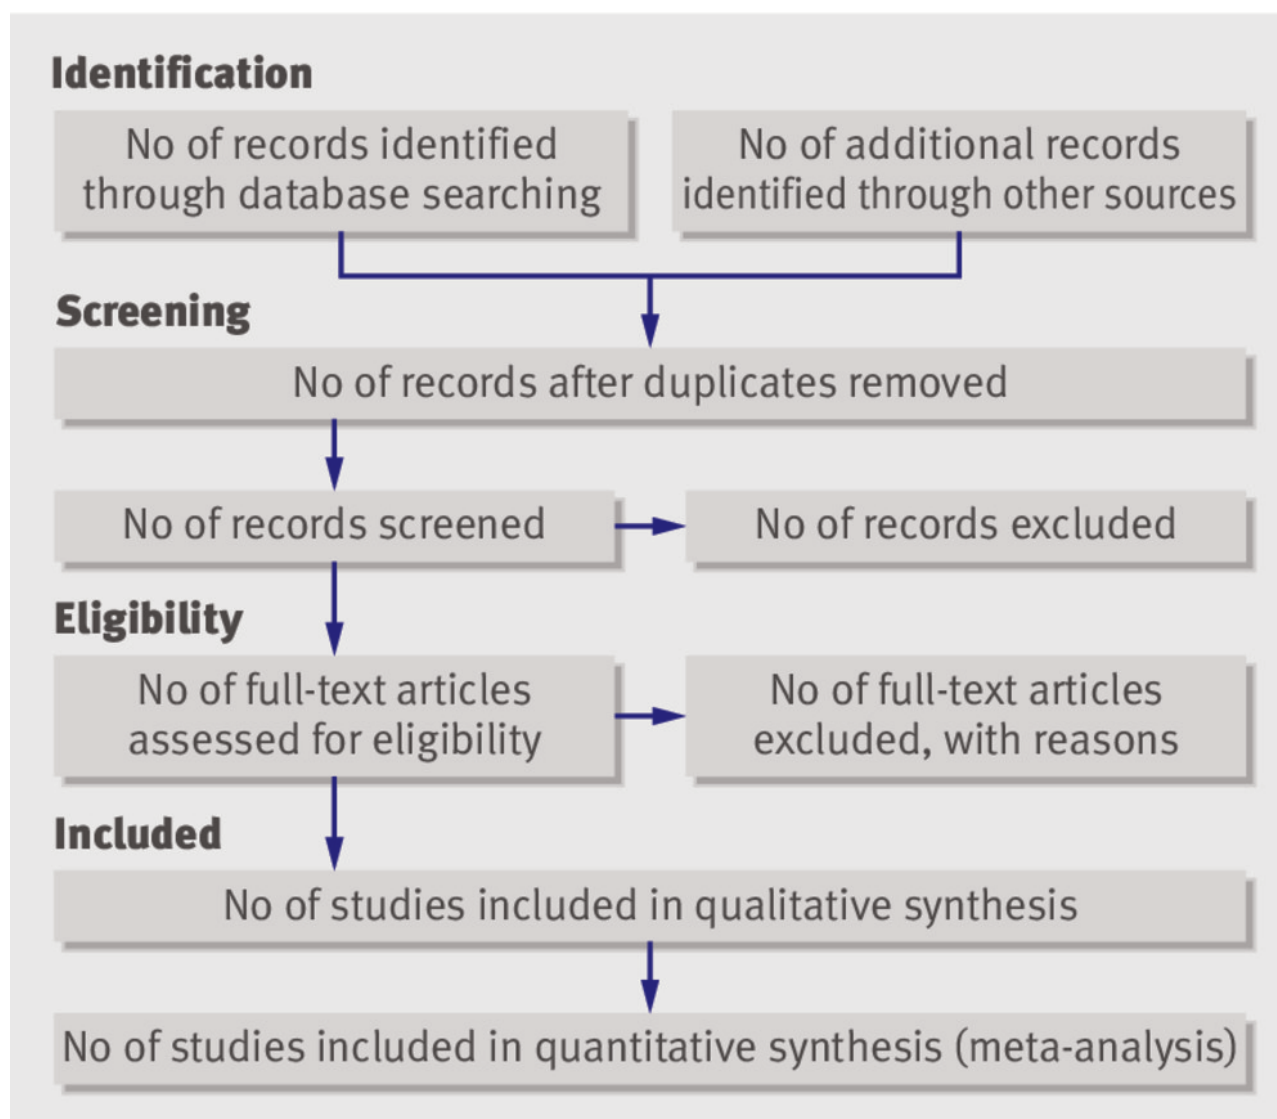 Identification
No of records identified
through database searching
No of additional records
identified through other sources
Screening
No of records after duplicates removed
No of records screened
No of records excluded
Eligibility
No of full-text articles
assessed for eligibility
No of full-text articles
excluded, with reasons
Included
No of studies included in qualitative synthesis
No of studies included in quantitative synthesis (meta-analysis)